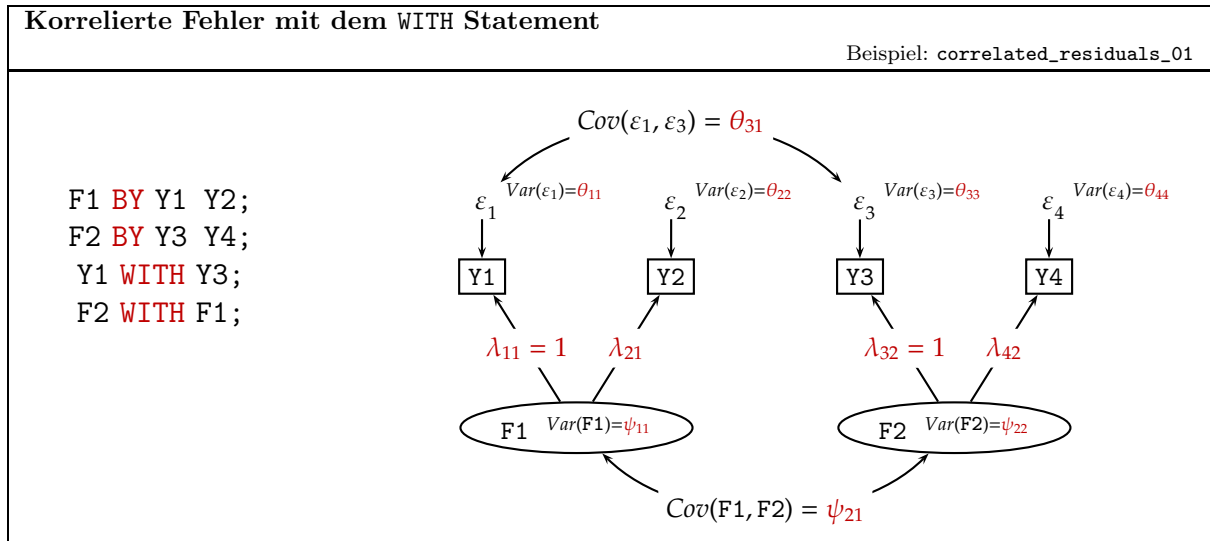 Korrelierte Fehler mit dem WITH Statement
Beispiel: correlated_residuals_01
F1 BY Y1 Y2;
F2 BY Y3 Y4;
Y1 WITH Y3;
F2 WITH F1;
Cov(ε₁, ε₃) = θ₃₁
ε₁ Var(ε₁)=θ₁₁ ε₂ Var(ε₂)=θ₂₂ ε₃ Var(ε₃)=θ₃₃ ε₄ Var(ε₄)=θ₄₄
Y1 Y2 Y3 Y4
λ₁₁ = 1 λ₂₁ λ₃₂ = 1 λ₄₂
F1 Var(F1)=ψ₁₁ F2 Var(F2)=ψ₂₂
Cov(F1, F2) = ψ₂₁